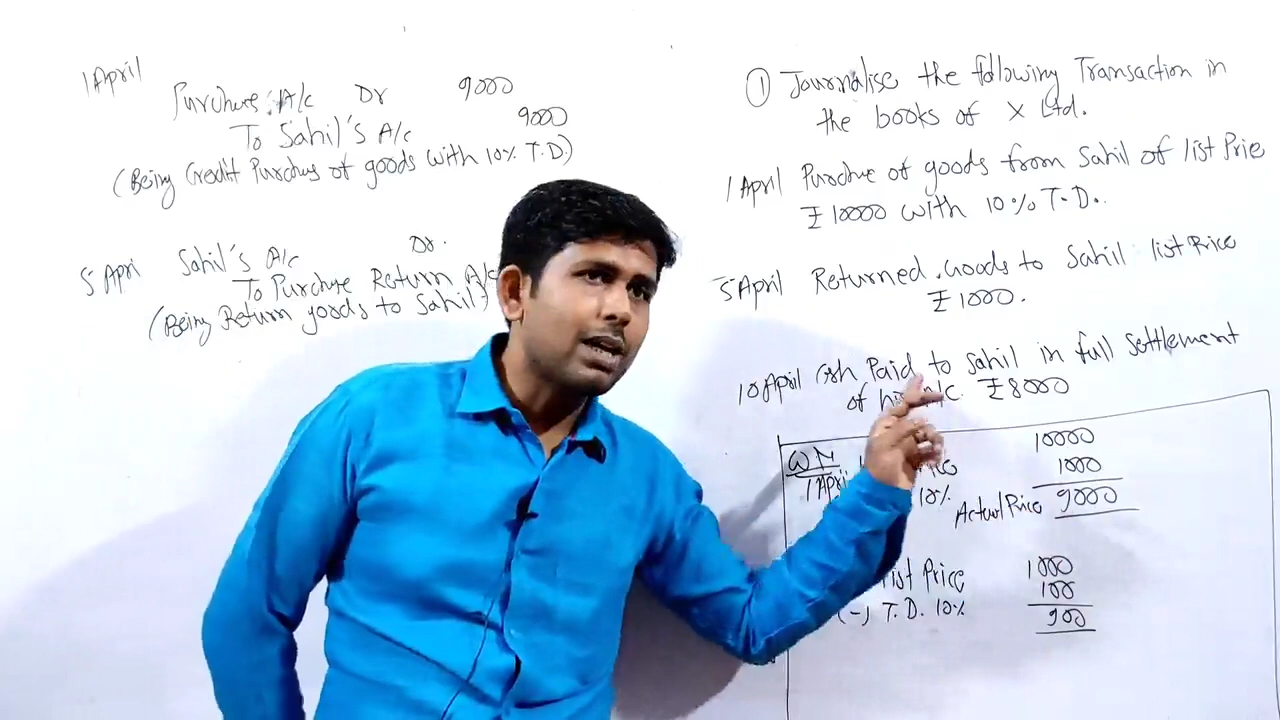 1 April
Purchase A/c Dr 9000
To Sahil's A/c 9000
(Being Credit Purchas of goods with 10% T.D)
5 Apri Sahil's A/c Dr.
To Purchase Return A/c
(Being Return goods to Sahil)
① Journalise the following Transaction in
the books of X Ltd.
1 April Purchse of goods from Sahil of list Price
₹ 10000 with 10% T.D.
5 April Returned Goods to Sahil list Price
₹ 1000.
10 April Cash Paid to Sahil in full Settlement
of A/C. ₹ 8000
WN
1 April 10000
10% 1000
Actual Price 9000
List Price 1000
(-) T.D. 10% 100
900